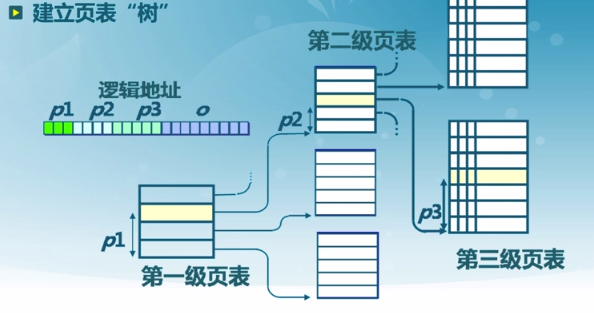 建立页表“树”
第二级页表
逻辑地址
p1 p2 p3 o
p2
p1
p3
第一级页表
第三级页表